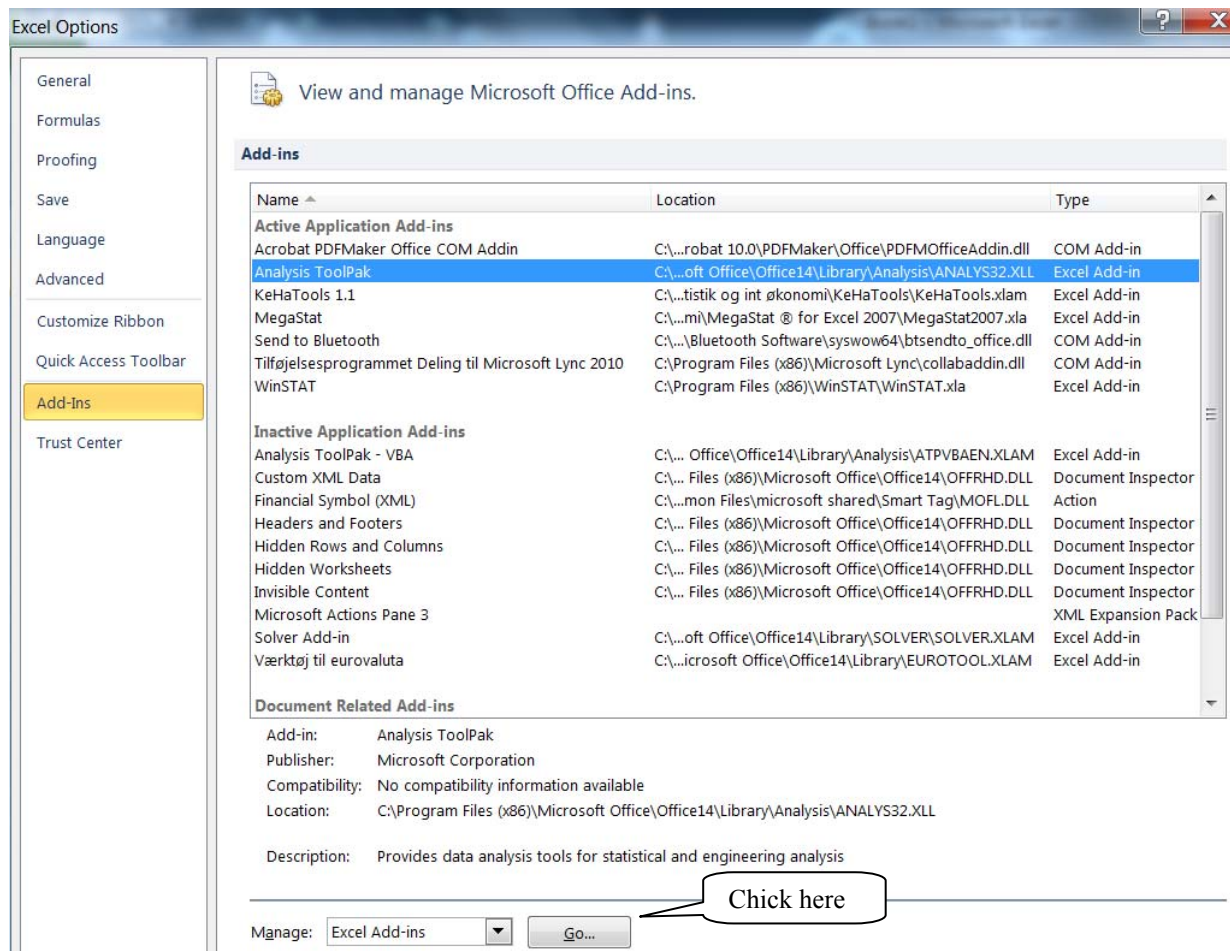 Excel Options
General
Formulas
Proofing
Save
Language
Advanced
Customize Ribbon
Quick Access Toolbar
Add-Ins
Trust Center
View and manage Microsoft Office Add-ins.
Add-ins
Name Location Type
Active Application Add-ins
Acrobat PDFMaker Office COM Addin C:\...robat 10.0\PDFMaker\Office\PDFMOfficeAddin.dll COM Add-in
Analysis ToolPak C:\...oft Office\Office14\Library\Analysis\ANALYS32.XLL Excel Add-in
KeHaTools 1.1 C:\...tistik og int økonomi\KeHaTools\KeHaTools.xlam Excel Add-in
MegaStat C:\...mi\MegaStat ® for Excel 2007\MegaStat2007.xla Excel Add-in
Send to Bluetooth C:\...\Bluetooth Software\syswow64\btsendto_office.dll COM Add-in
Tilføjelsesprogrammet Deling til Microsoft Lync 2010 C:\Program Files (x86)\Microsoft Lync\collabaddin.dll COM Add-in
WinSTAT C:\Program Files (x86)\WinSTAT\WinSTAT.xla Excel Add-in
Inactive Application Add-ins
Analysis ToolPak - VBA C:\... Office\Office14\Library\Analysis\ATPVBAEN.XLAM Excel Add-in
Custom XML Data C:\... Files (x86)\Microsoft Office\Office14\OFFRHD.DLL Document Inspector
Financial Symbol (XML) C:\...mon Files\microsoft shared\Smart Tag\MOFL.DLL Action
Headers and Footers C:\... Files (x86)\Microsoft Office\Office14\OFFRHD.DLL Document Inspector
Hidden Rows and Columns C:\... Files (x86)\Microsoft Office\Office14\OFFRHD.DLL Document Inspector
Hidden Worksheets C:\... Files (x86)\Microsoft Office\Office14\OFFRHD.DLL Document Inspector
Invisible Content C:\... Files (x86)\Microsoft Office\Office14\OFFRHD.DLL Document Inspector
Microsoft Actions Pane 3 XML Expansion Pack
Solver Add-in C:\...oft Office\Office14\Library\SOLVER\SOLVER.XLAM Excel Add-in
Værktøj til eurovaluta C:\...icrosoft Office\Office14\Library\EUROTOOL.XLAM Excel Add-in
Document Related Add-ins
Add-in: Analysis ToolPak
Publisher: Microsoft Corporation
Compatibility: No compatibility information available
Location: C:\Program Files (x86)\Microsoft Office\Office14\Library\Analysis\ANALYS32.XLL
Description: Provides data analysis tools for statistical and engineering analysis
Chick here
Manage: Excel Add-ins Go...